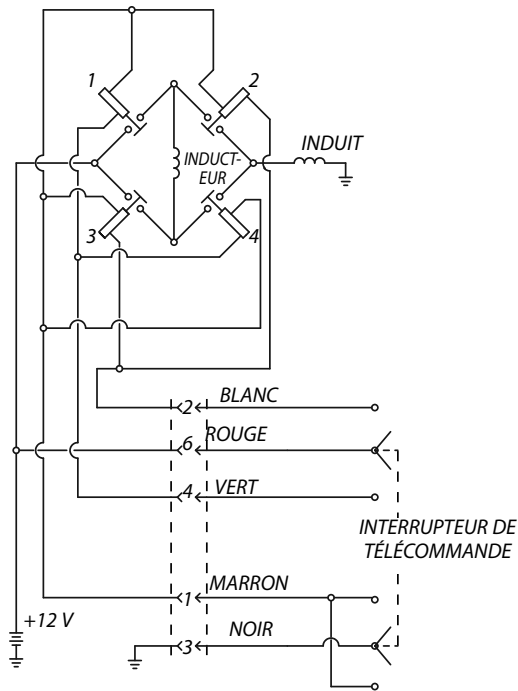 1
2
INDUIT
INDUCT-
EUR
3
4
2 BLANC
6 ROUGE
4 VERT
INTERRUPTEUR DE
TÉLÉCOMMANDE
1 MARRON
+12 V
3 NOIR